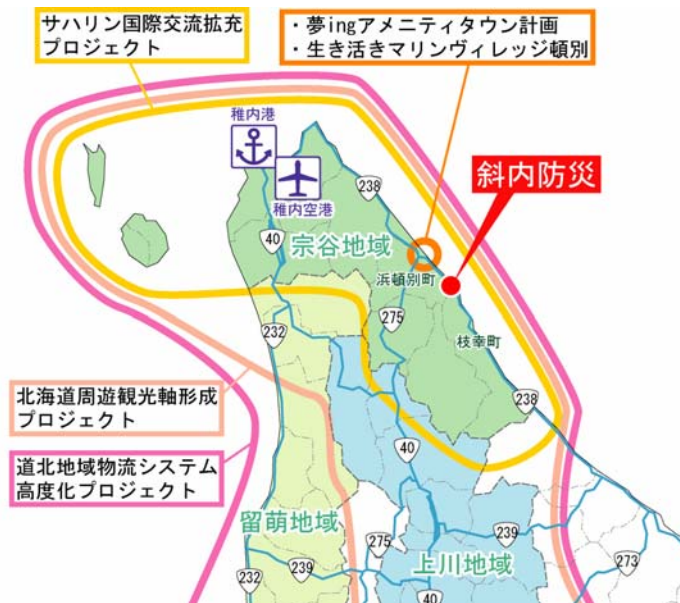 サハリン国際交流拡充
プロジェクト
・夢ingアメニティタウン計画
・生き活きマリンヴィレッジ頓別
稚内港
稚内空港
238
斜内防災
40
宗谷地域
浜頓別町
275
232
枝幸町
北海道周遊観光軸形成
プロジェクト
238
道北地域物流システム
高度化プロジェクト
40
留萌地域
275
239
上川地域
273
232
239
40